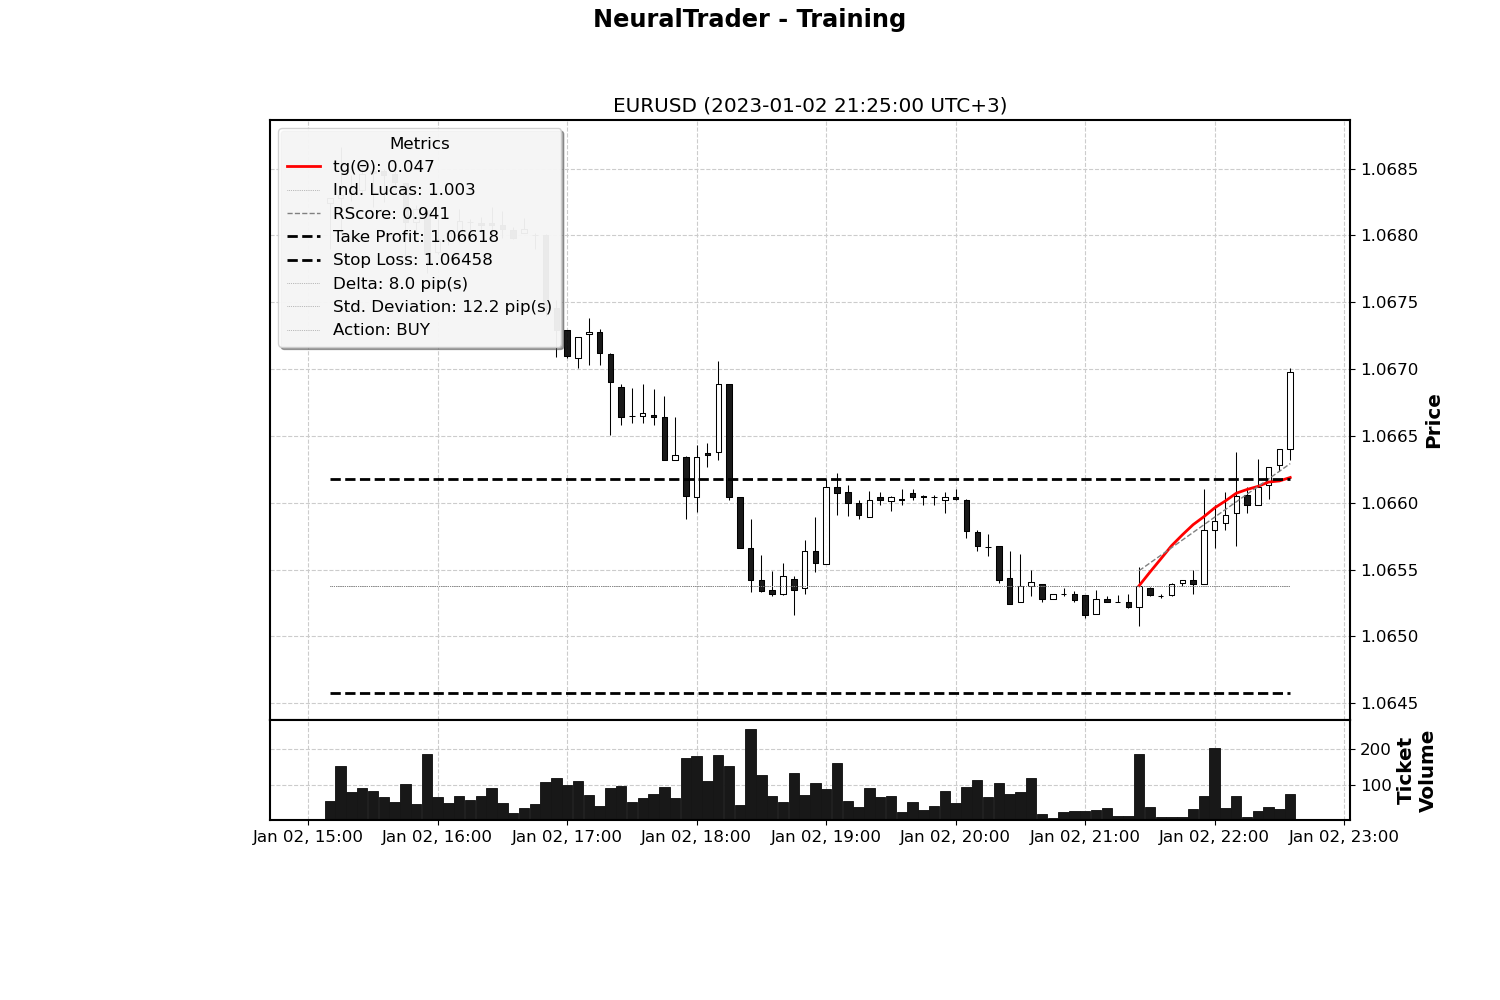 NeuralTrader - Training
EURUSD (2023-01-02 21:25:00 UTC+3)
Metrics
tg(Θ): 0.047
Ind. Lucas: 1.003
RScore: 0.941
Take Profit: 1.06618
Stop Loss: 1.06458
Delta: 8.0 pip(s)
Std. Deviation: 12.2 pip(s)
Action: BUY
1.0685
1.0680
1.0675
1.0670
1.0665
1.0660
1.0655
1.0650
1.0645
Price
200
100
Ticket
Volume
Jan 02, 15:00
Jan 02, 16:00
Jan 02, 17:00
Jan 02, 18:00
Jan 02, 19:00
Jan 02, 20:00
Jan 02, 21:00
Jan 02, 22:00
Jan 02, 23:00